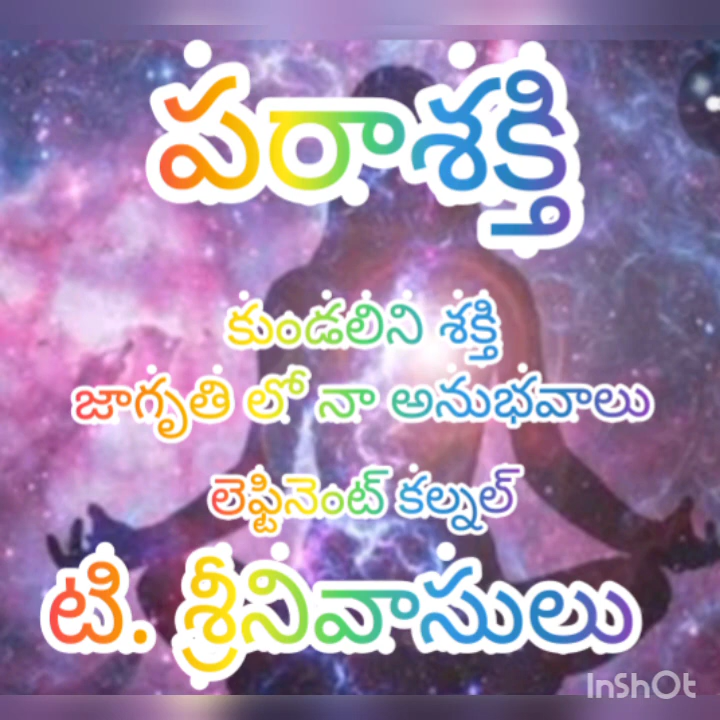 పరాశక్తి
కుండలిని శక్తి
జాగృతి లో నా అనుభవాలు
లెఫ్టినెంట్ కల్నల్
టి. శ్రీనివాసులు
InShOt